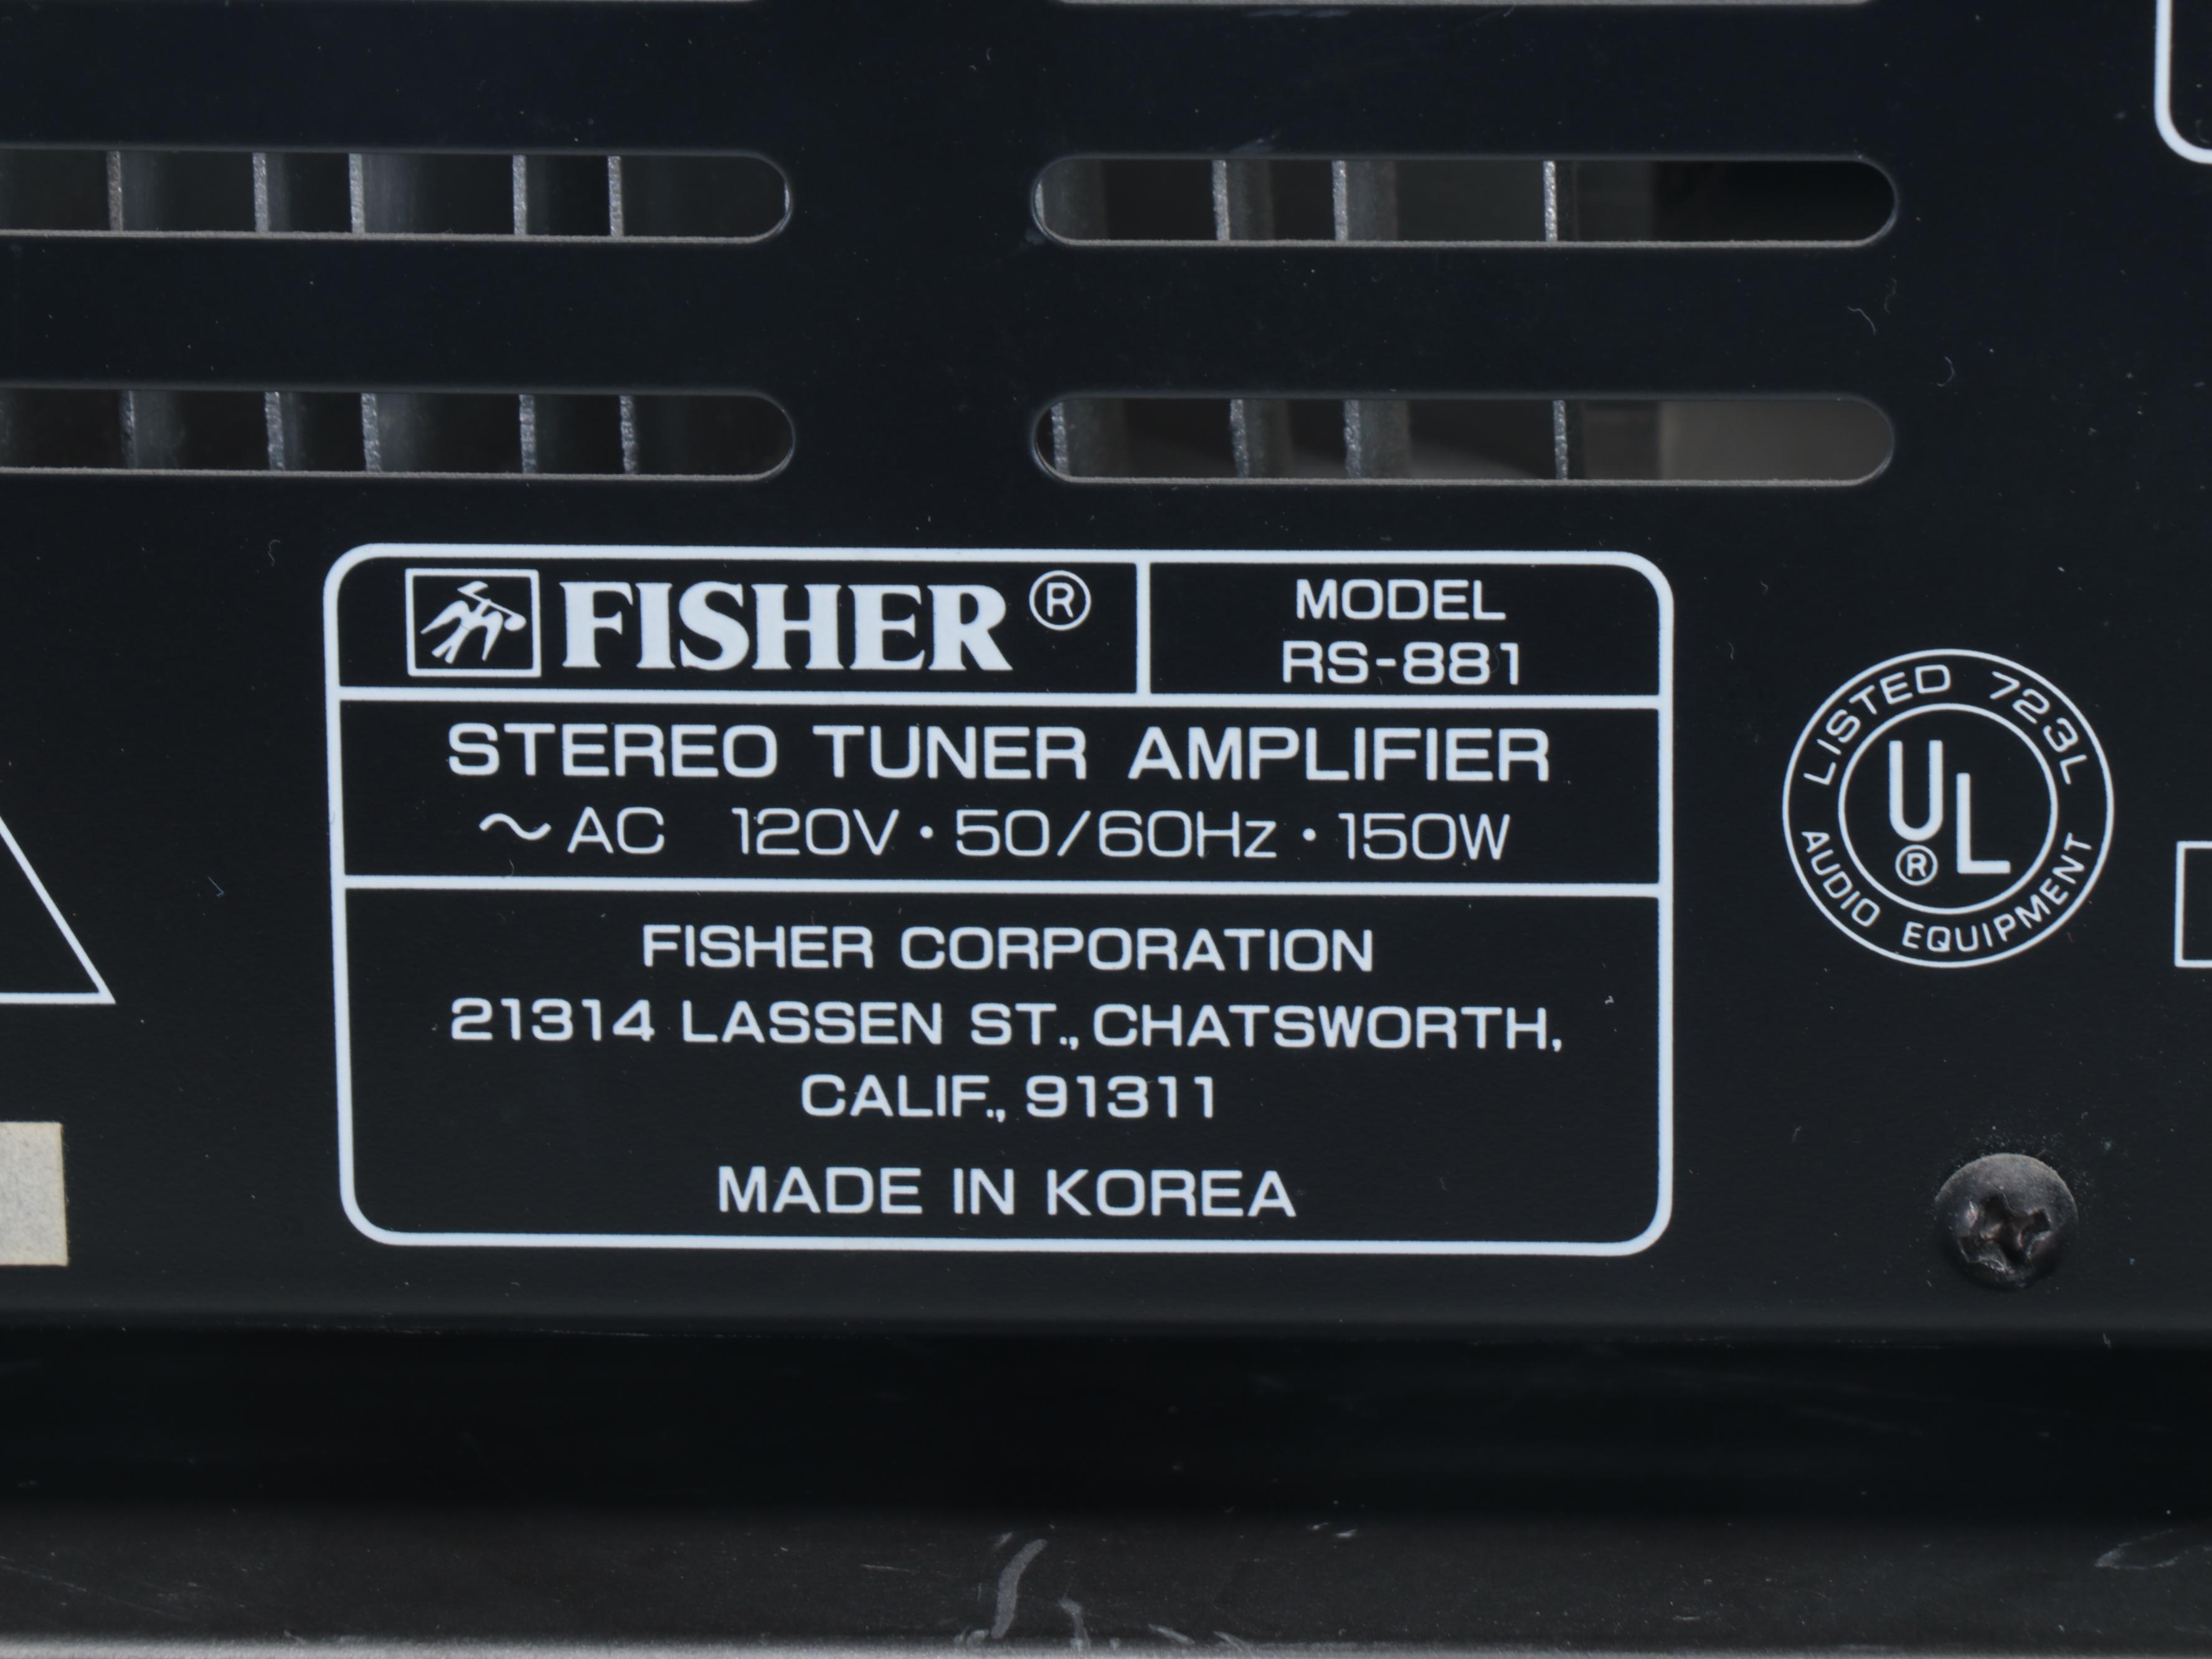 FISHER®
MODEL
RS-881
STEREO TUNER AMPLIFIER
~AC 120V・50/60Hz・150W
FISHER CORPORATION
21314 LASSEN ST., CHATSWORTH,
CALIF., 91311
MADE IN KOREA
LISTED 723L
UL®
AUDIO EQUIPMENT